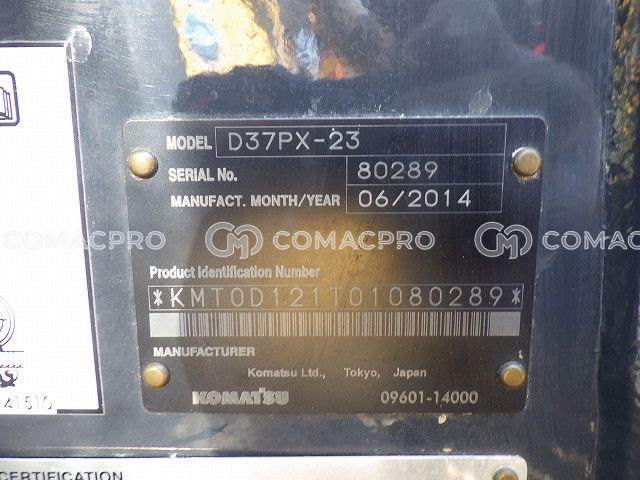 MODEL D37PX-23
SERIAL No. 80289
MANUFACT. MONTH/YEAR 06/2014
COMACPRO COMACPRO COMACPRO
Product Identification Number
*KMT0D121T01080289*
MANUFACTURER
Komatsu Ltd., Tokyo, Japan
KOMATSU 09601-14000
-41510
CERTIFICATION